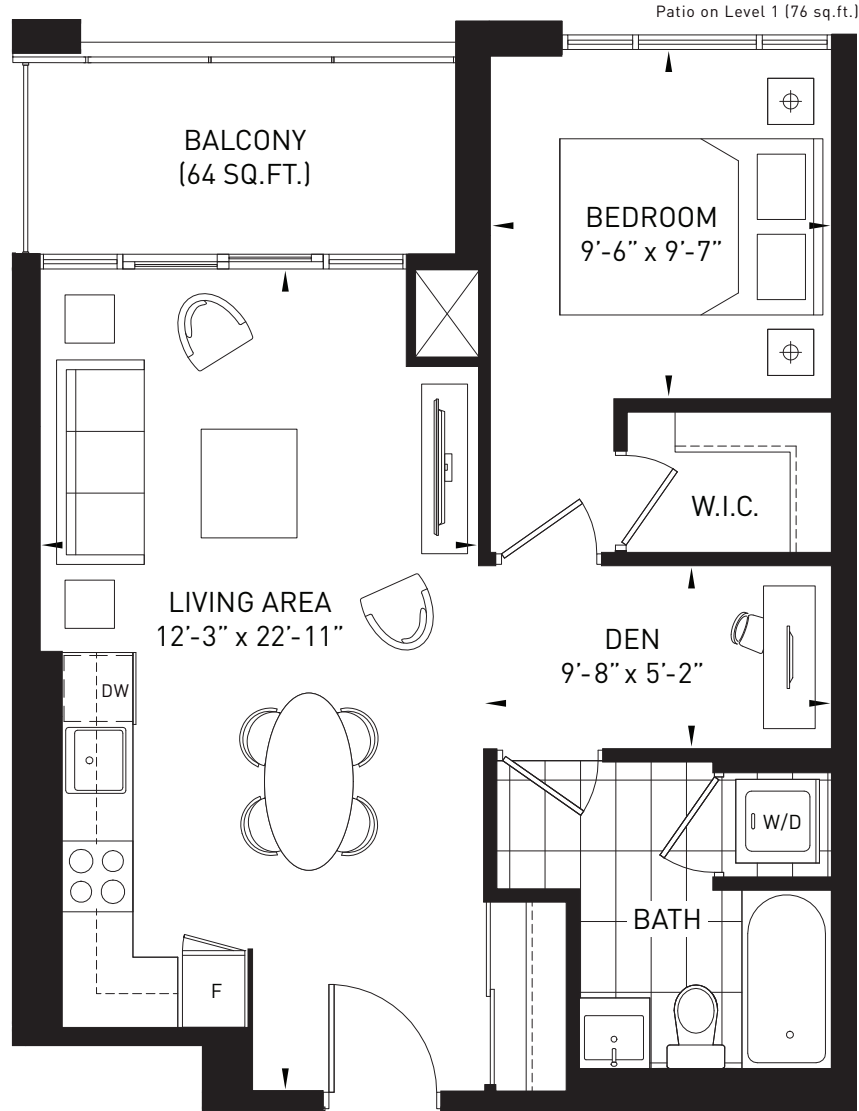 Patio on Level 1 (76 sq.ft.)
BALCONY
(64 SQ.FT.)
BEDROOM
9’-6” x 9’-7”
W.I.C.
LIVING AREA
12’-3” x 22’-11”
DEN
9’-8” x 5’-2”
DW
W/D
BATH
F